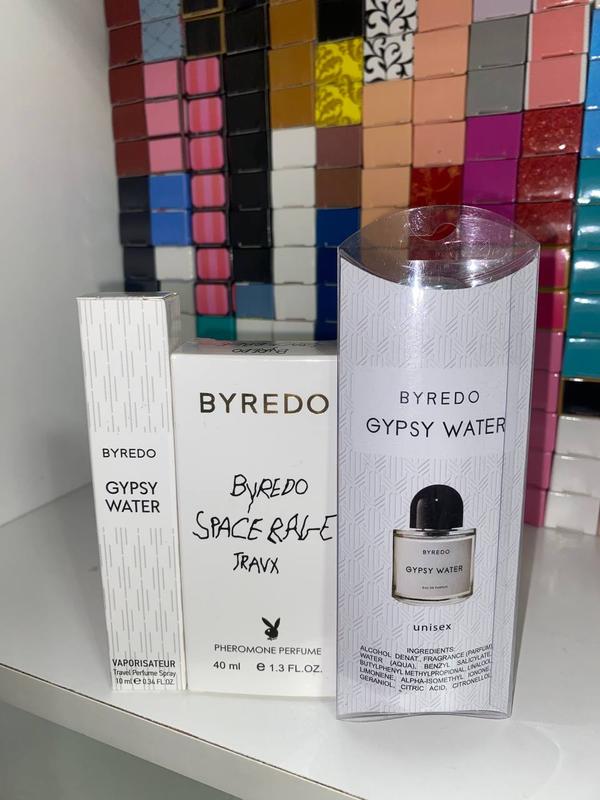 BYREDO
GYPSY
WATER
VAPORISATEUR
Travel Perfume Spray
10 ml e 0.34 FL.OZ.
BYREDO
BYREDO
SPACE RAGE
TRAVX
PHEROMONE PERFUME
40 ml e 1.3 FL.OZ.
BYREDO
GYPSY WATER
BYREDO
GYPSY WATER
EAU DE PARFUM
unisex
INGREDIENTS:
ALCOHOL DENAT, FRAGRANCE (PARFUM),
WATER (AQUA), BENZYL SALICYLATE,
BUTYLPHENYL METHYLPROPIONAL, LINALOOL,
LIMONENE, ALPHA-ISOMETHYL IONONE,
GERANIOL, CITRIC ACID, CITRONELLOL